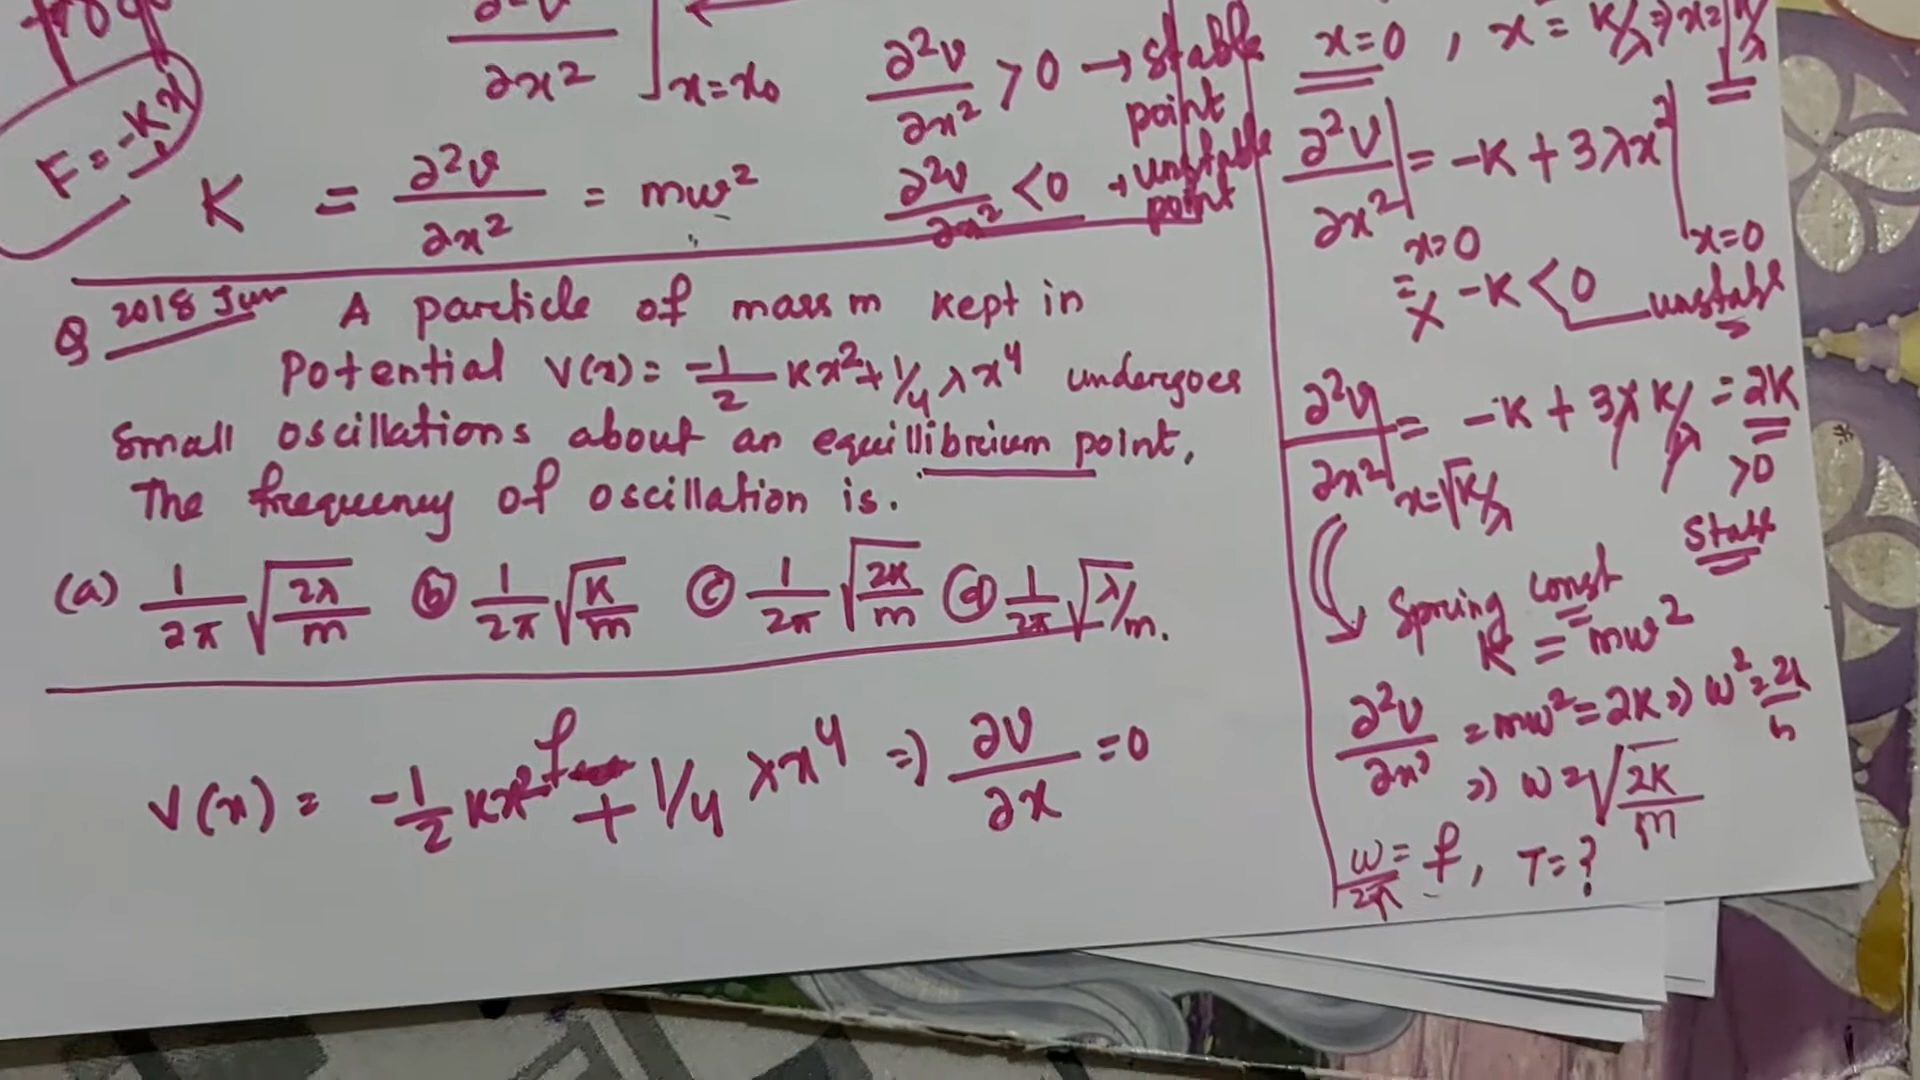 ∂²V/∂x² ]x=x₀
∂²V/∂x² > 0 → stable point
F = -Kx
K = ∂²V/∂x² = mω²
∂²V/∂x² < 0 → unstable point
Q 2018 Jun A particle of mass m kept in
Potential V(x) = -1/2 Kx² + 1/4 λx⁴ undergoes
Small oscillations about an equillibrium point.
The frequency of oscillation is.
(a) 1/2π √(2λ/m) (b) 1/2π √(K/m) (c) 1/2π √(2K/m) (d) 1/2π √(λ/m).
V(x) = -1/2 Kx² + 1/4 λx⁴ ⇒ ∂V/∂x = 0
x=0, x² = K/λ ⇒ x = √K/λ
∂²V/∂x² |x=0 = -K + 3λx² |x=0
= -K < 0 unstable
∂²V/∂x² |x=√K/λ = -K + 3λ K/λ = 2K
>0
Stable
Spring const
K = mω²
∂²V/∂x² = mω² = 2K ⇒ ω² = 2K/m
⇒ ω = √(2K/m)
ω/2π = f, T = ?